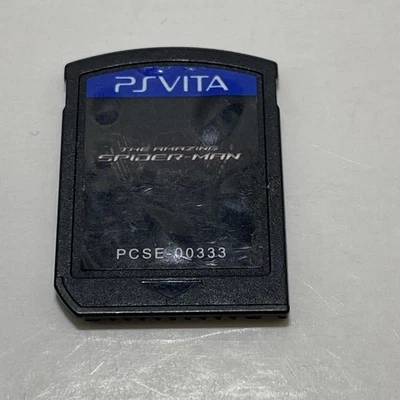 PSVITA
THE AMAZING
SPIDER-MAN
PCSE-00333